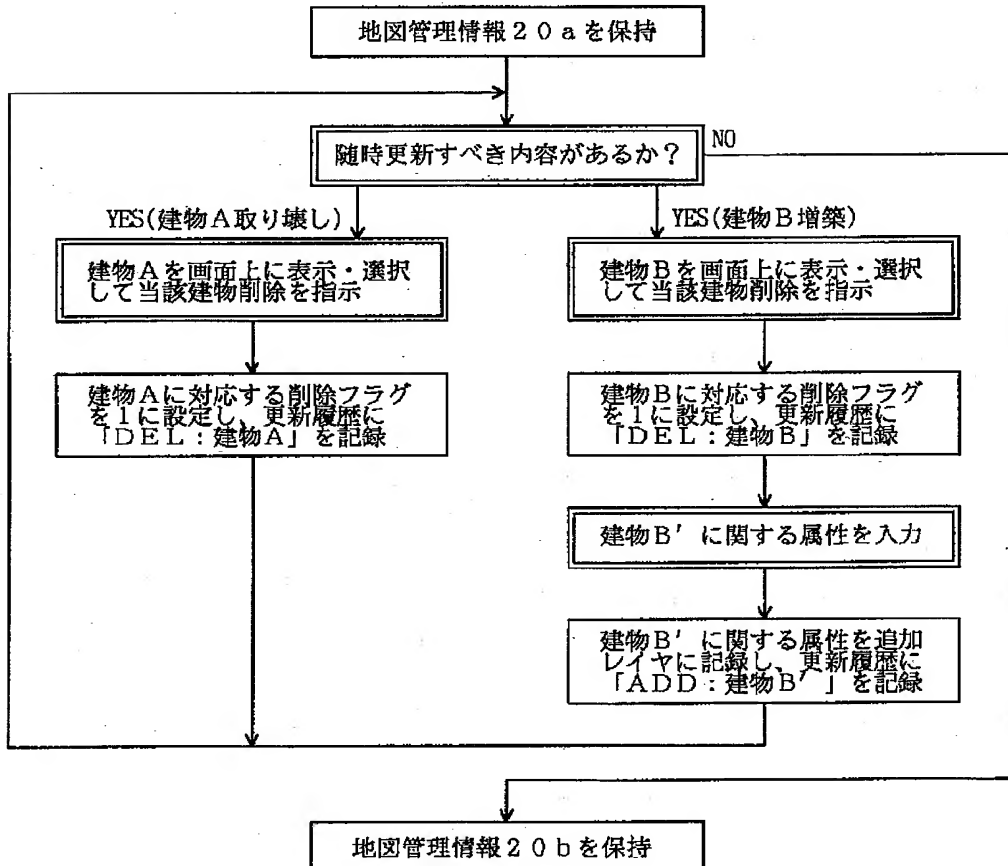 地図管理情報２０ａを保持
随時更新すべき内容があるか？
NO
YES(建物Ａ取り壊し)
YES(建物Ｂ増築)
建物Ａを画面上に表示・選択
して当該建物削除を指示
建物Ｂを画面上に表示・選択
して当該建物削除を指示
建物Ａに対応する削除フラグ
を１に設定し、更新履歴に
「ＤＥＬ：建物Ａ」を記録
建物Ｂに対応する削除フラグ
を１に設定し、更新履歴に
「ＤＥＬ：建物Ｂ」を記録
建物Ｂ′に関する属性を入力
建物Ｂ′に関する属性を追加
レイヤに記録し、更新履歴に
「ＡＤＤ：建物Ｂ′」を記録
地図管理情報２０ｂを保持